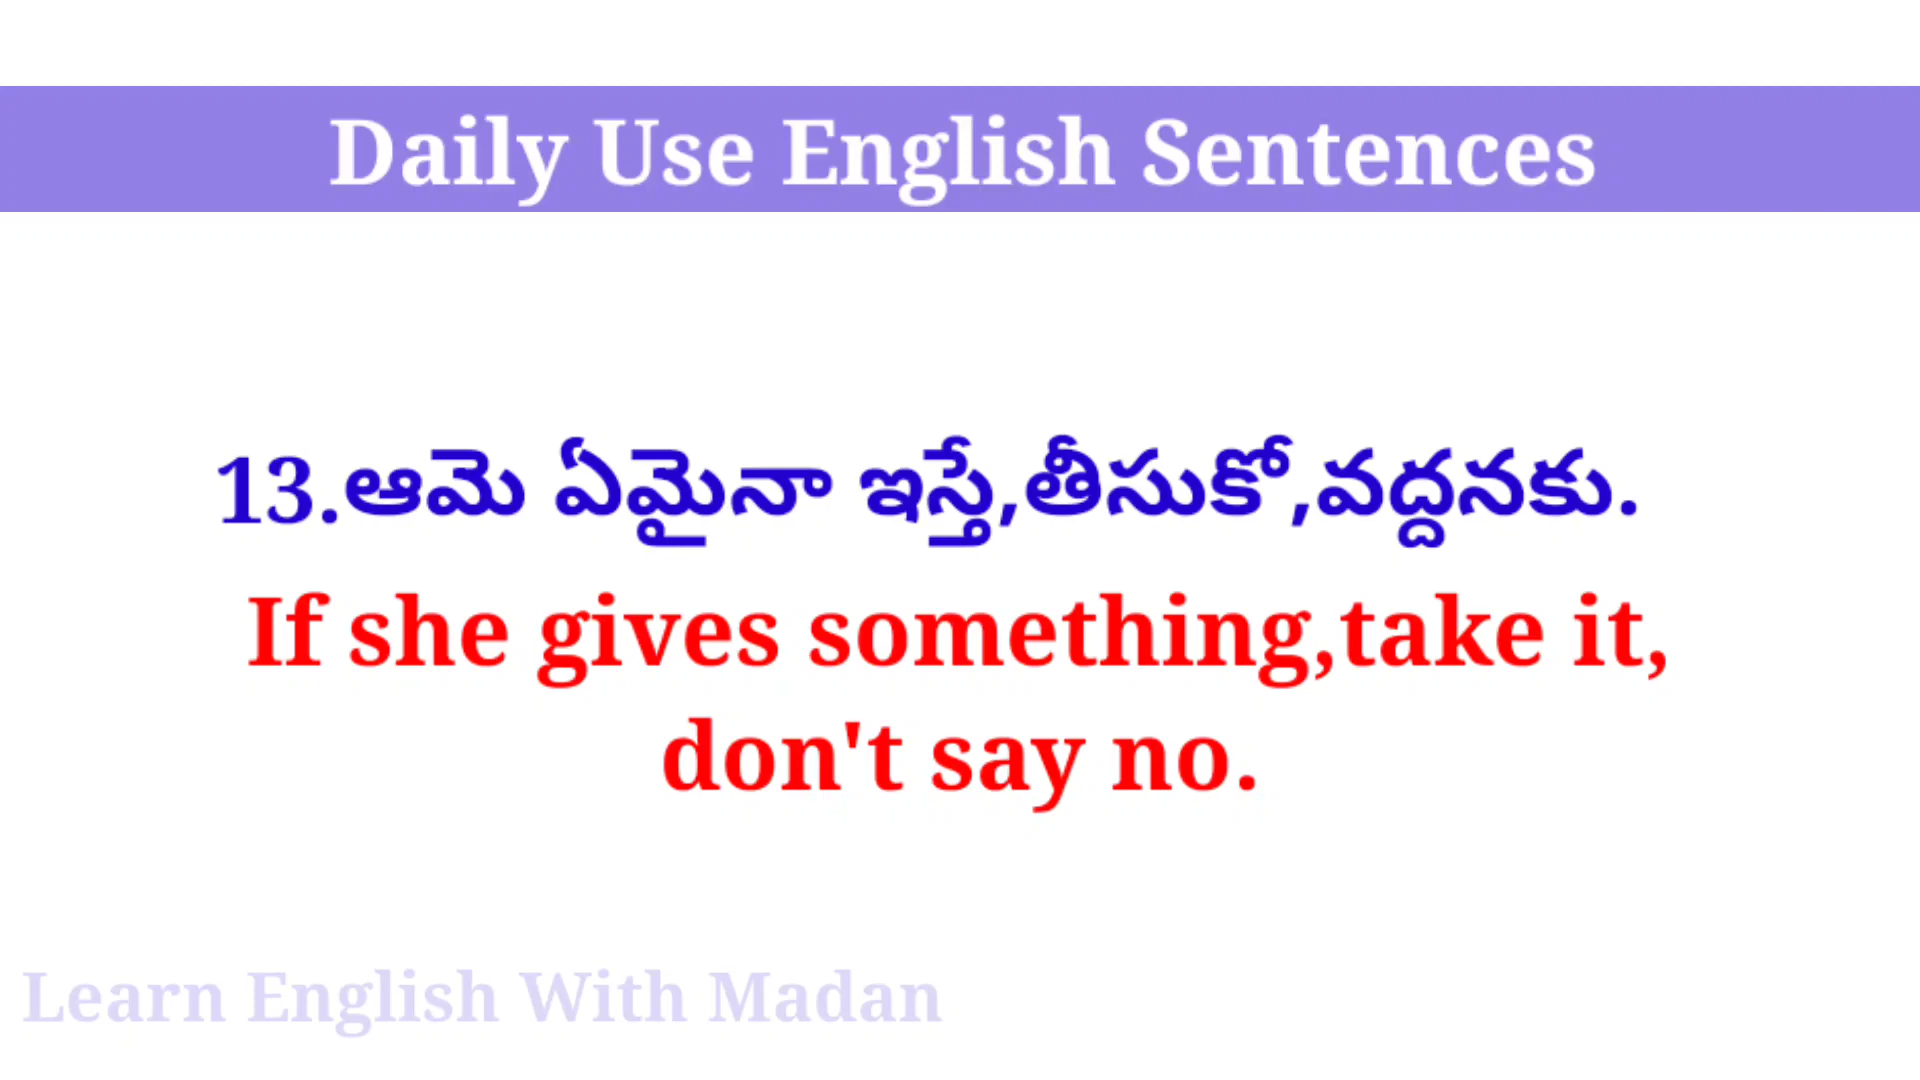 Daily Use English Sentences
13.ఆమె ఏమైనా ఇస్తే,తీసుకో,వద్దనకు.
If she gives something,take it,
don't say no.
Learn English With Madan